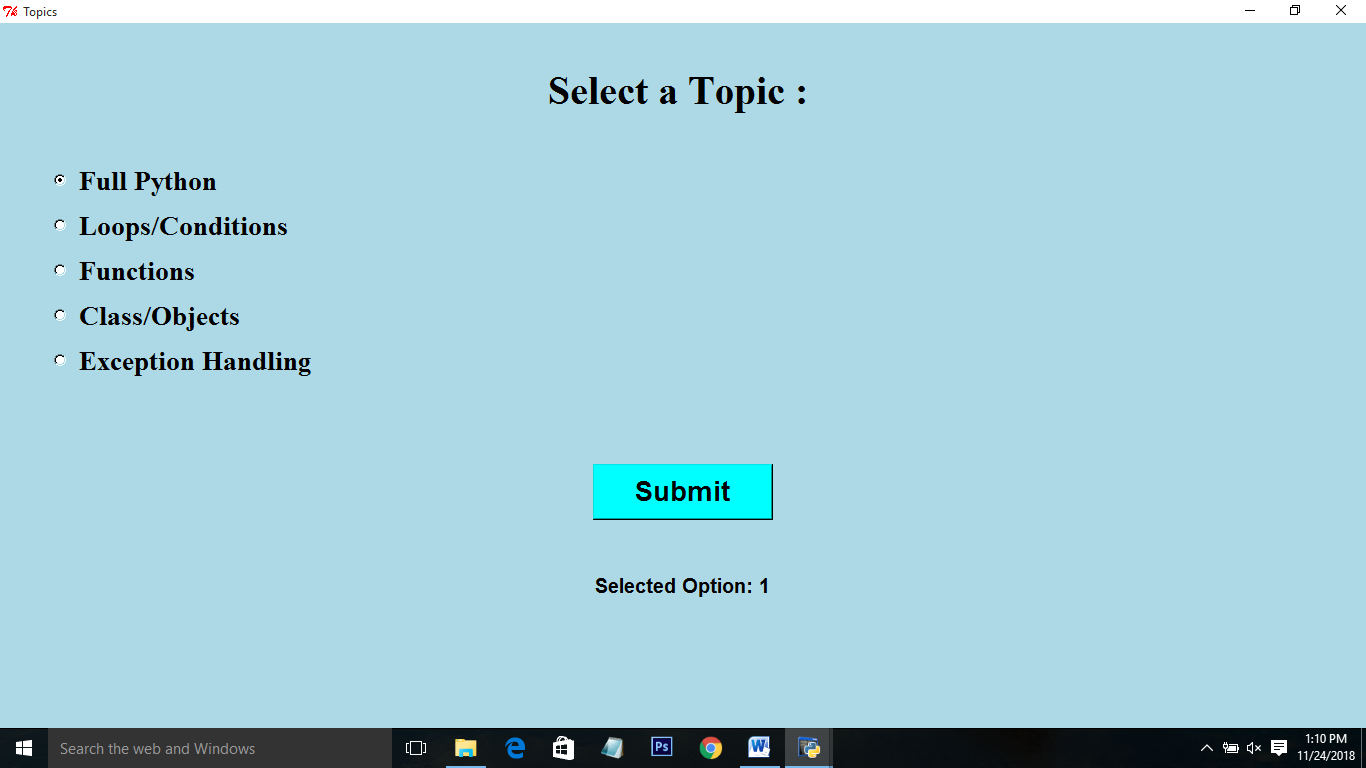 Topics
Select a Topic :
Full Python
Loops/Conditions
Functions
Class/Objects
Exception Handling
Submit
Selected Option: 1
Search the web and Windows
Ps
W
1:10 PM
11/24/2018